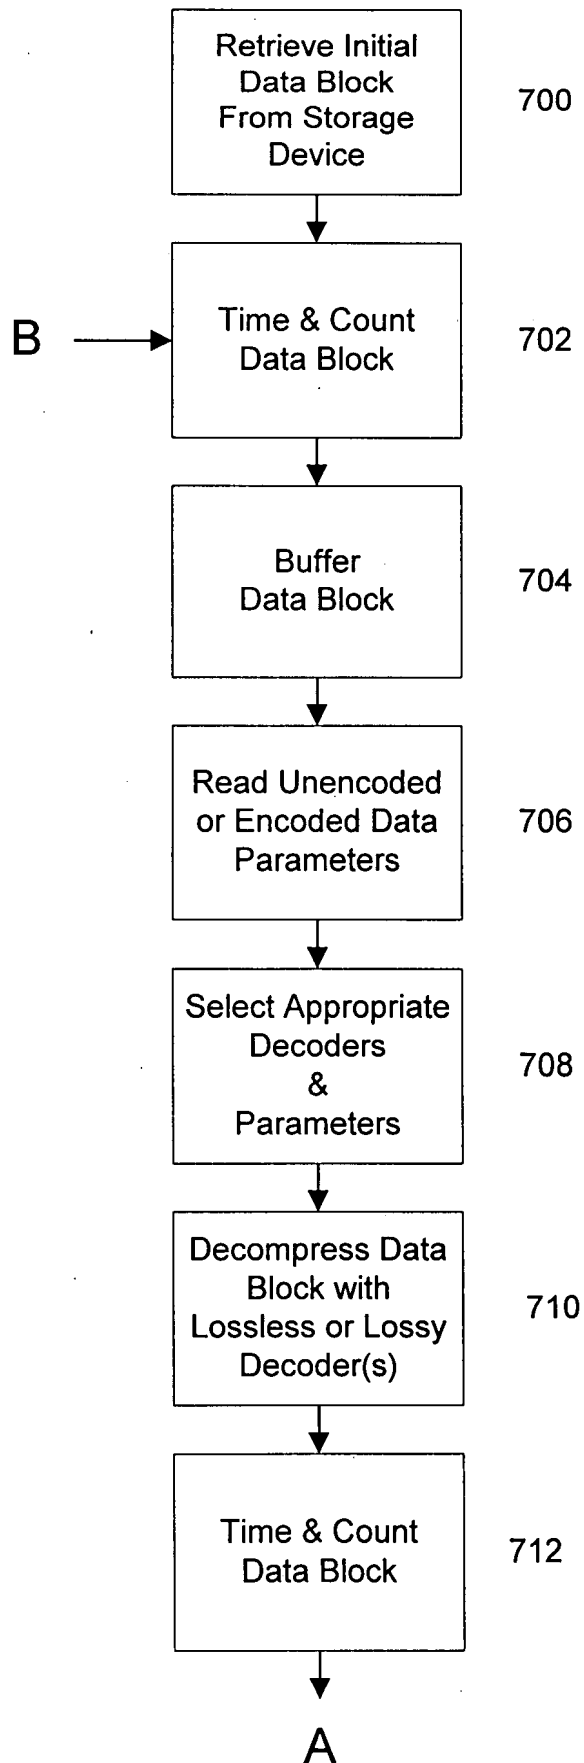 Retrieve Initial
Data Block
From Storage
Device
700
B
Time & Count
Data Block
702
Buffer
Data Block
704
Read Unencoded
or Encoded Data
Parameters
706
Select Appropriate
Decoders
&
Parameters
708
Decompress Data
Block with
Lossless or Lossy
Decoder(s)
710
Time & Count
Data Block
712
A